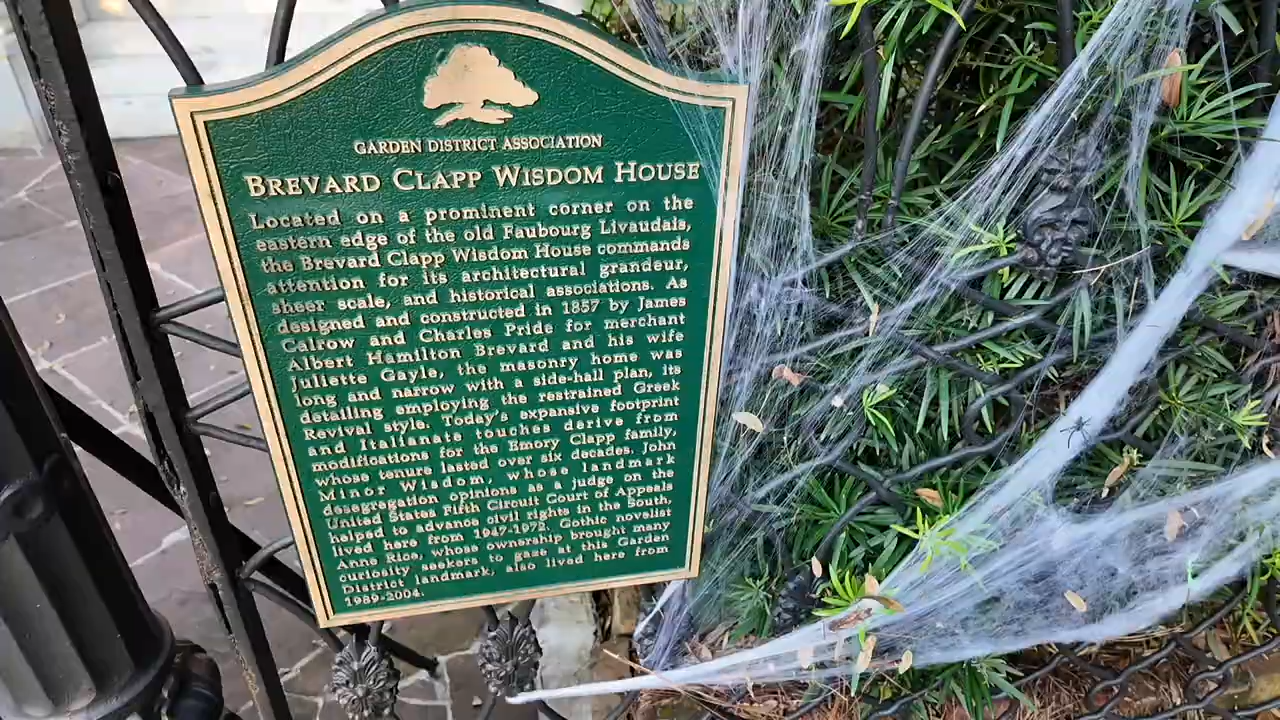 GARDEN DISTRICT ASSOCIATION
BREVARD CLAPP WISDOM HOUSE
Located on a prominent corner on the
eastern edge of the old Faubourg Livaudais,
the Brevard Clapp Wisdom House commands
attention for its architectural grandeur,
sheer scale, and historical associations. As
designed and constructed in 1857 by James
Calrow and Charles Pride for merchant
Albert Hamilton Brevard and his wife
Juliette Gayle, the masonry home was
long and narrow with a side-hall plan, its
detailing employing the restrained Greek
Revival style. Today's expansive footprint
and Italianate touches derive from
modifications for the Emory Clapp family,
whose tenure lasted over six decades. John
Minor Wisdom, whose landmark
desegregation opinions as a judge on the
United States Fifth Circuit Court of Appeals
helped to advance civil rights in the South,
lived here from 1947-1972. Gothic novelist
Anne Rice, whose ownership brought many
curiosity seekers to gaze at this Garden
District landmark, also lived here from
1989-2004.